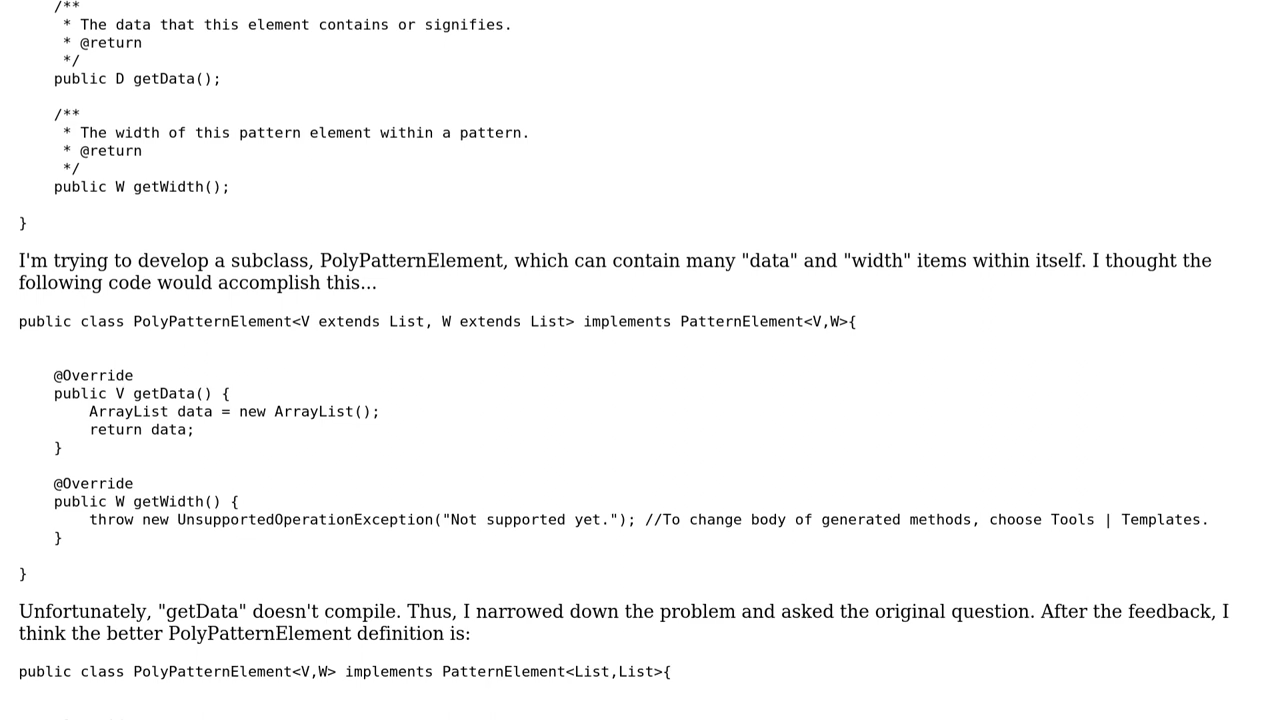 /**
 * The data that this element contains or signifies.
 * @return
 */
public D getData();
/**
 * The width of this pattern element within a pattern.
 * @return
 */
public W getWidth();
}
I'm trying to develop a subclass, PolyPatternElement, which can contain many "data" and "width" items within itself. I thought the
following code would accomplish this...
public class PolyPatternElement<V extends List, W extends List> implements PatternElement<V,W>{
@Override
public V getData() {
ArrayList data = new ArrayList();
return data;
}
@Override
public W getWidth() {
throw new UnsupportedOperationException("Not supported yet."); //To change body of generated methods, choose Tools | Templates.
}
}
Unfortunately, "getData" doesn't compile. Thus, I narrowed down the problem and asked the original question. After the feedback, I
think the better PolyPatternElement definition is:
public class PolyPatternElement<V,W> implements PatternElement<List,List>{